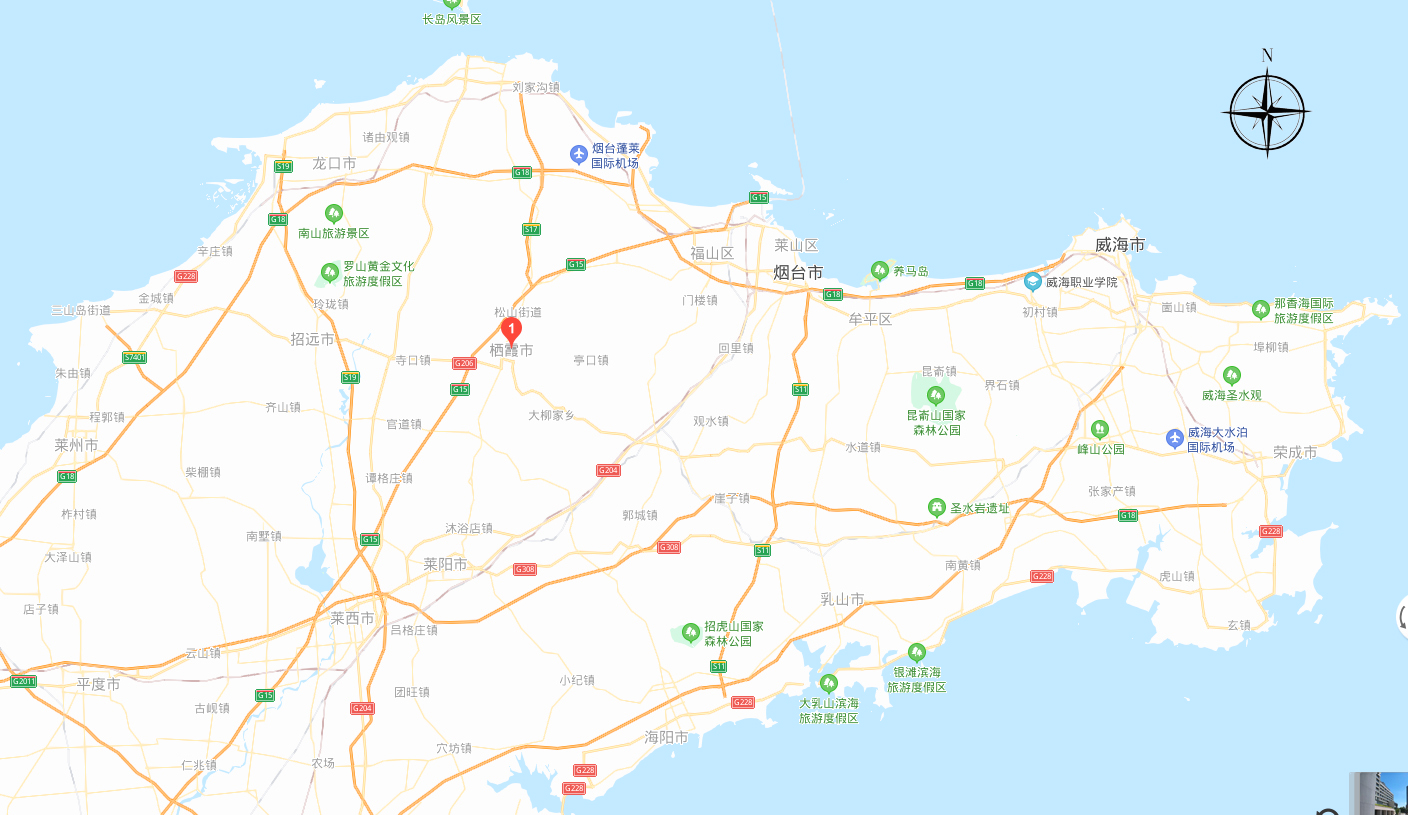 长岛风景区
N
刘家沟镇
诸由观镇
烟台蓬莱
国际机场
龙口市
S19
G18
G15
G18
南山旅游景区
S17
莱山区
威海市
辛庄镇
福山区
罗山黄金文化
旅游度假区
G15
烟台市
养马岛
G228
G18
威海职业学院
金城镇
玲珑镇
门楼镇
G18
三山岛街道
松山街道
初村镇
崮山镇
那香海国际
旅游度假区
牟平区
1
招远市
栖霞市
回里镇
埠柳镇
S7401
寺口镇
G206
亭口镇
朱由镇
S19
昆嵛镇
界石镇
威海圣水观
G15
S11
程郭镇
齐山镇
官道镇
大柳家乡
观水镇
昆嵛山国家
森林公园
莱州市
水道镇
峰山公园
威海大水泊
国际机场
荣成市
G18
柴棚镇
谭格庄镇
G204
张家产镇
崖子镇
圣水岩遗址
柞村镇
郭城镇
G18
南墅镇
沐浴店镇
G15
G228
大泽山镇
G308
S11
莱阳市
G308
南黄镇
G228
虎山镇
店子镇
乳山市
莱西市
吕格庄镇
招虎山国家
森林公园
玄镇
云山镇
S11
银滩滨海
旅游度假区
G2011
平度市
团旺镇
小纪镇
G15
大乳山滨海
旅游度假区
古岘镇
G204
G228
海阳市
穴坊镇
仁兆镇
农场
G228
G228